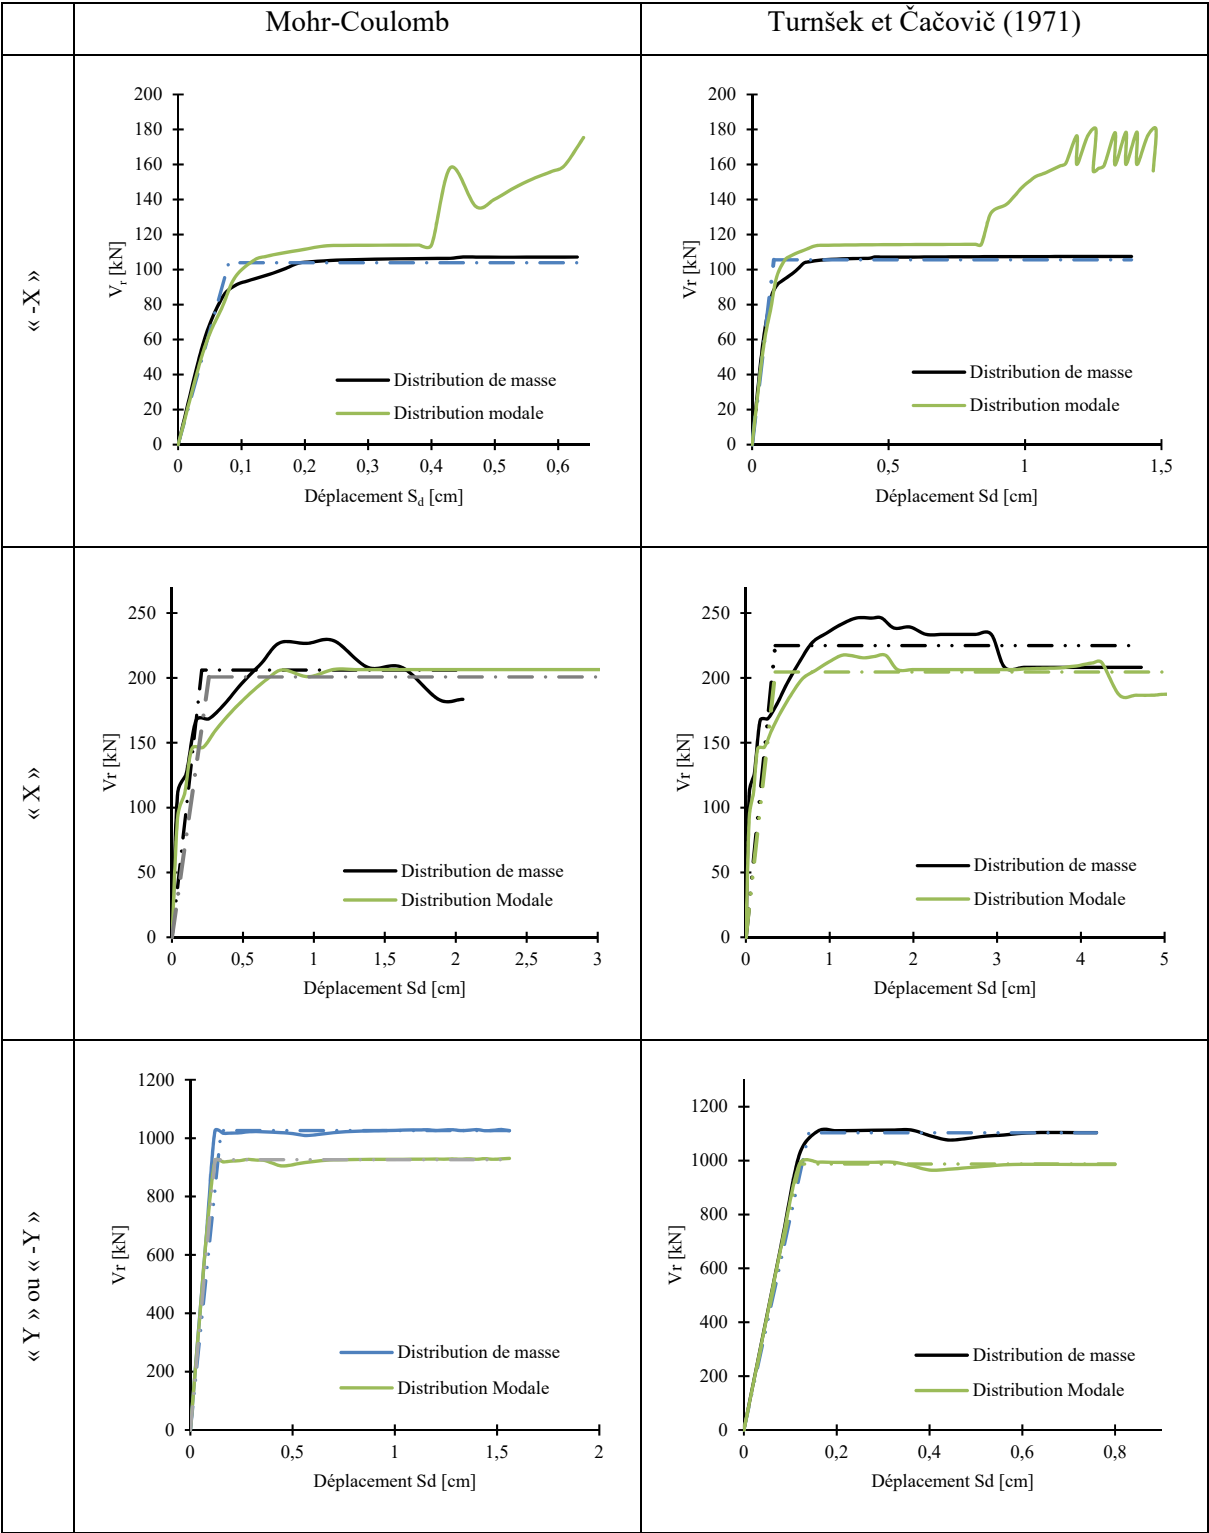 Mohr-Coulomb
Turnšek et Čačovič (1971)
« -X »
200
180
160
140
120
100
80
60
40
20
0
Vr [kN]
0 0,1 0,2 0,3 0,4 0,5 0,6
Déplacement Sd [cm]
Distribution de masse
Distribution modale
200
180
160
140
120
100
80
60
40
20
0
Vr [kN]
0 0,5 1 1,5
Déplacement Sd [cm]
Distribution de masse
Distribution modale
« X »
250
200
150
100
50
0
Vr [kN]
0 0,5 1 1,5 2 2,5 3
Déplacement Sd [cm]
Distribution de masse
Distribution Modale
250
200
150
100
50
0
Vr [kN]
0 1 2 3 4 5
Déplacement Sd [cm]
Distribution de masse
Distribution Modale
« Y » ou « -Y »
1200
1000
800
600
400
200
0
Vr [kN]
0 0,5 1 1,5 2
Déplacement Sd [cm]
Distribution de masse
Distribution Modale
1200
1000
800
600
400
200
0
Vr [kN]
0 0,2 0,4 0,6 0,8
Déplacement Sd [cm]
Distribution de masse
Distribution Modale